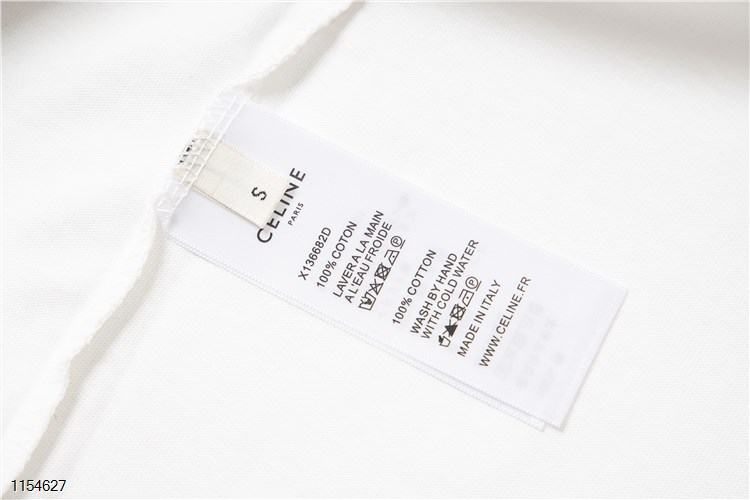 S
CELINE
PARIS
X136682D
100% COTON
LAVER A LA MAIN
A L'EAU FROIDE
100% COTTON
WASH BY HAND
WITH COLD WATER
MADE IN ITALY
WWW.CELINE.FR
1154627